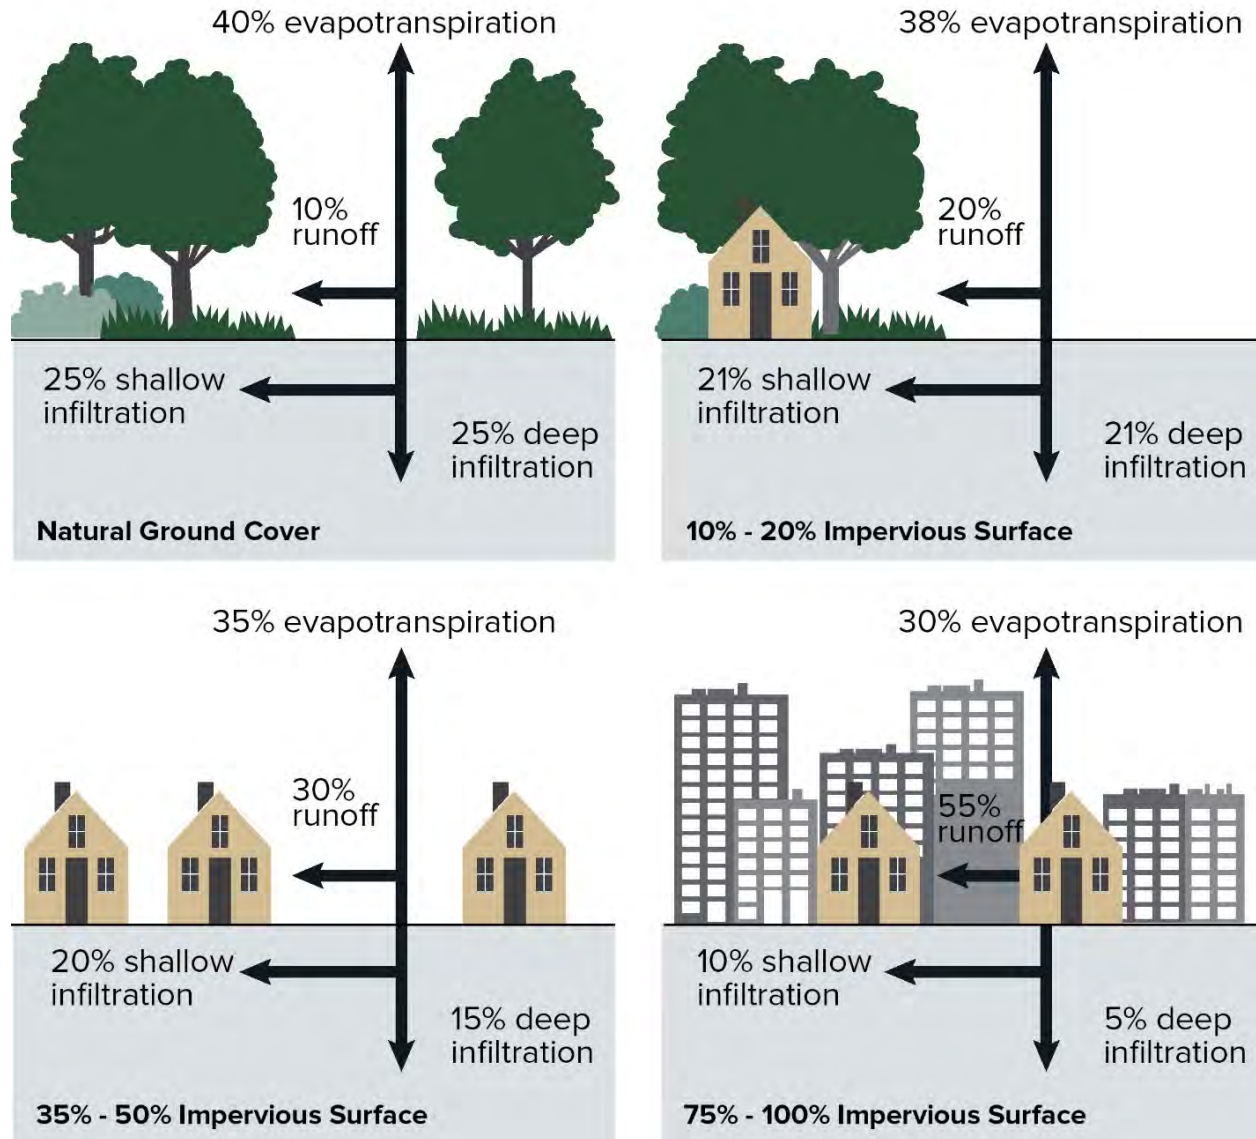 40% evapotranspiration
10%
runoff
25% shallow
infiltration
25% deep
infiltration
Natural Ground Cover
38% evapotranspiration
20%
runoff
21% shallow
infiltration
21% deep
infiltration
10% - 20% Impervious Surface
35% evapotranspiration
30%
runoff
20% shallow
infiltration
15% deep
infiltration
35% - 50% Impervious Surface
30% evapotranspiration
55%
runoff
10% shallow
infiltration
5% deep
infiltration
75% - 100% Impervious Surface